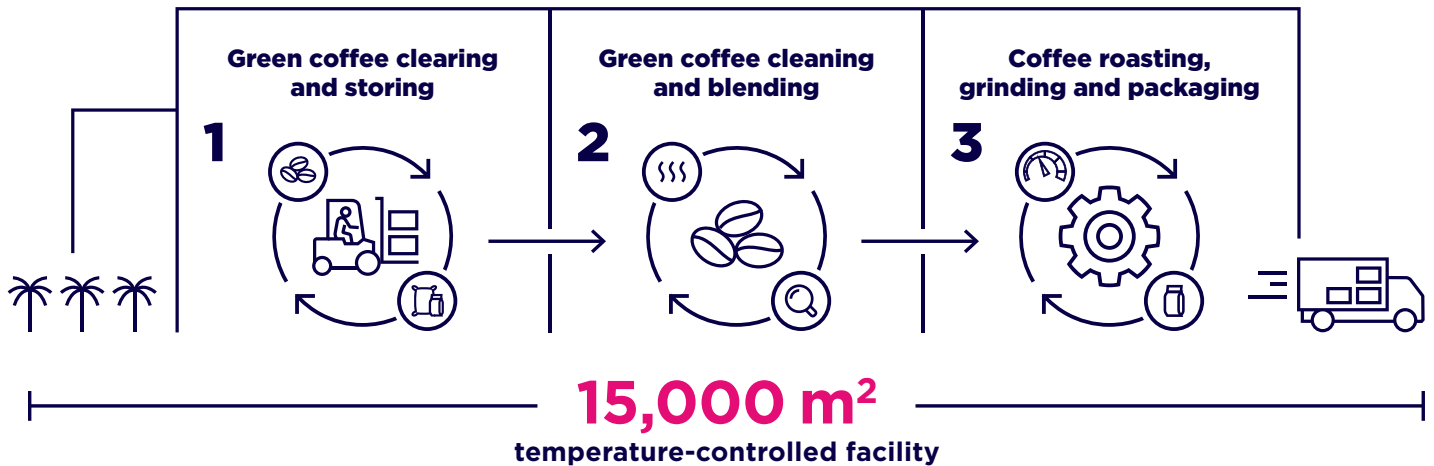 Green coffee clearing
and storing
1
Green coffee cleaning
and blending
2
Coffee roasting,
grinding and packaging
3
15,000 m²
temperature-controlled facility